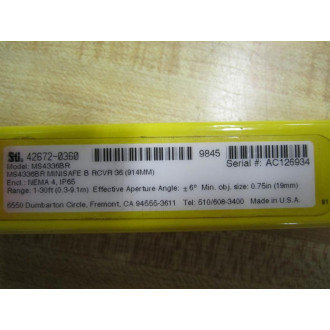 STI 42672-0360 9845 Serial #: AC126934
Model: MS4336BR
MS4336BR MINISAFE B RCVR 36 (914MM)
Encl.: NEMA 4, IP65
Range: 1-30ft (0.3-9.1m) Effective Aperture Angle: ± 6° Min. obj. size: 0.75in (19mm)
6550 Dumbarton Circle, Fremont, CA 94555-3611 Tel: 510/608-3400 Made in U.S.A.